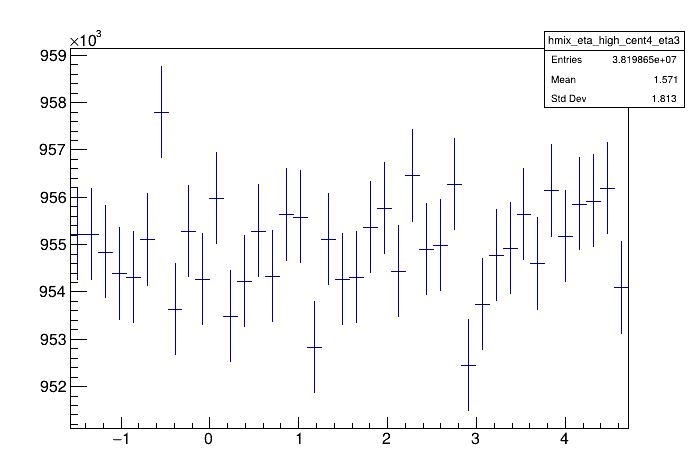 ×10³
hmix_eta_high_cent4_eta3
Entries 3.819865e+07
Mean 1.571
Std Dev 1.813
959
958
957
956
955
954
953
952
−1 0 1 2 3 4